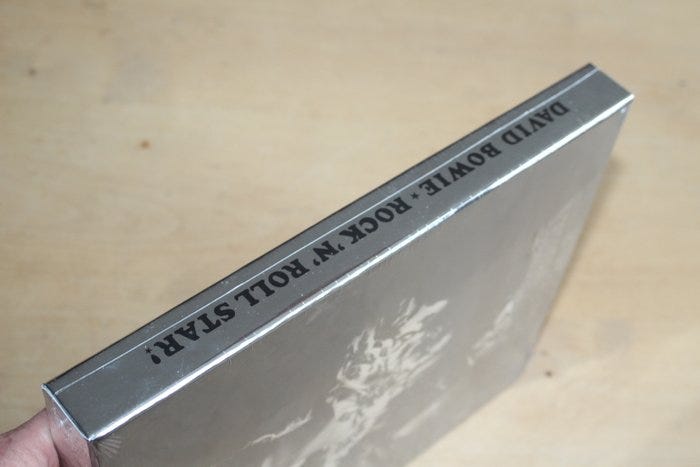 DAVID BOWIE ★ ROCK 'N' ROLL STAR!